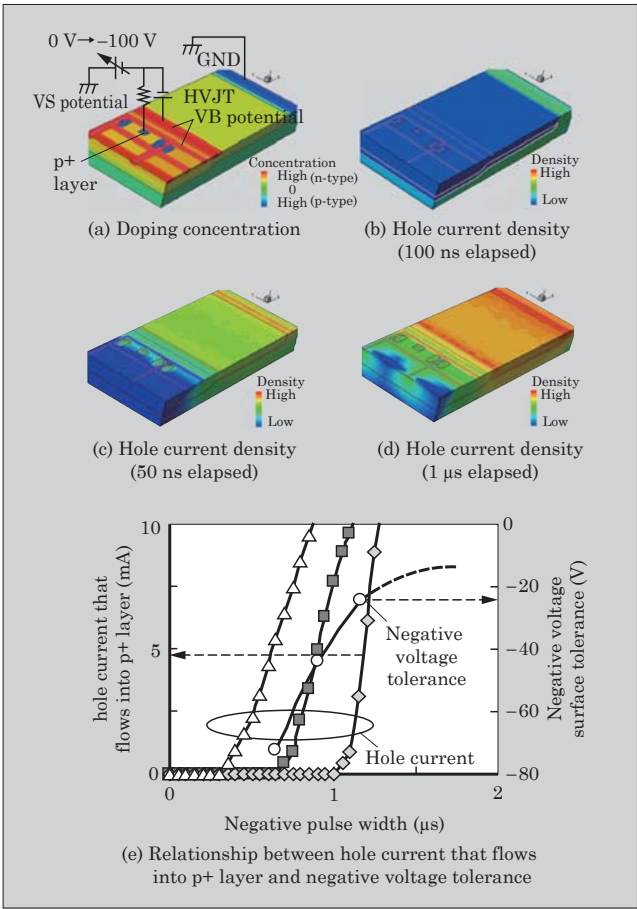 0 V→−100 V
GND
VS potential
HVJT
VB potential
p+
layer
Concentration
High (n-type)
0
High (p-type)
(a) Doping concentration
Density
High
Low
(b) Hole current density
(100 ns elapsed)
Density
High
Low
(c) Hole current density
(50 ns elapsed)
Density
High
Low
(d) Hole current density
(1 µs elapsed)
hole current that
flows into p+ layer (mA)
10
5
0
0
−20
−40
−60
−80
Negative voltage
surface tolerance (V)
Negative
voltage
tolerance
Hole current
0
1
2
Negative pulse width (µs)
(e) Relationship between hole current that flows
into p+ layer and negative voltage tolerance